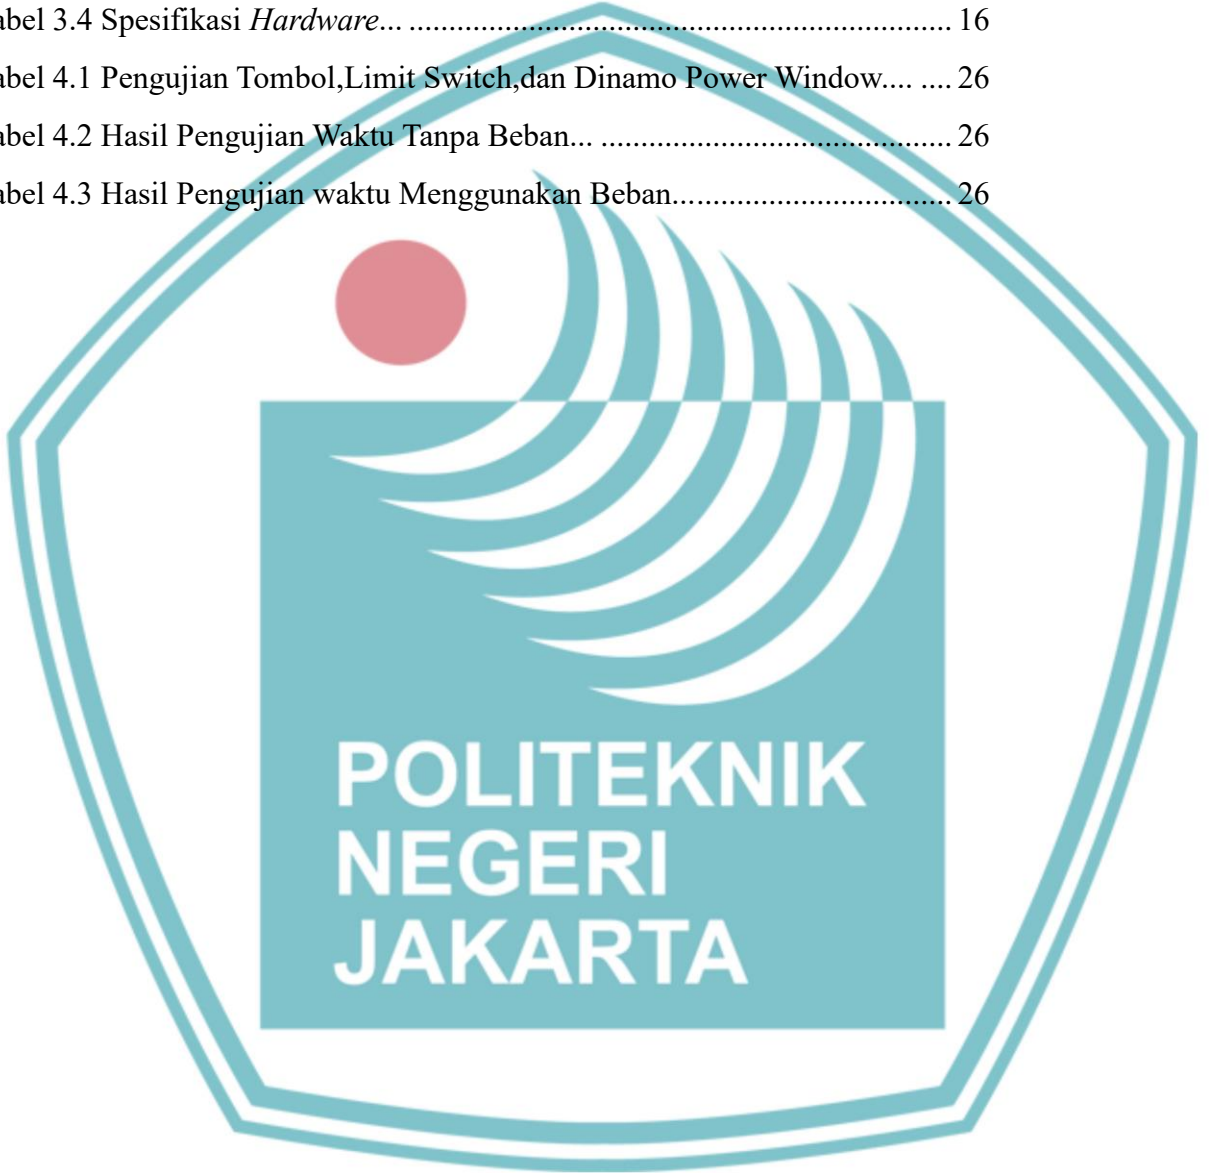 abel 3.4 Spesifikasi Hardware... .................................................................... 16
abel 4.1 Pengujian Tombol,Limit Switch,dan Dinamo Power Window.... .... 26
abel 4.2 Hasil Pengujian Waktu Tanpa Beban... ............................................ 26
abel 4.3 Hasil Pengujian waktu Menggunakan Beban................................... 26
POLITEKNIK
NEGERI
JAKARTA